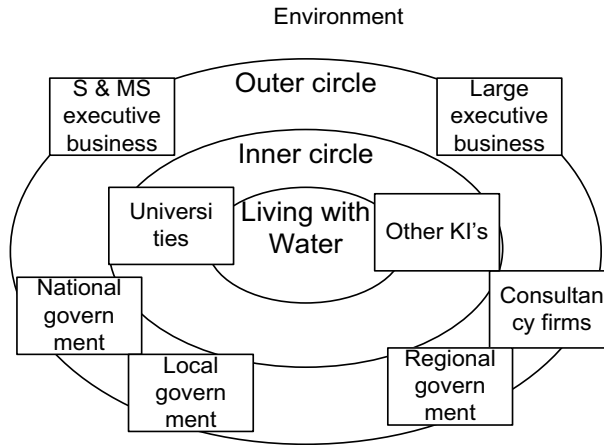 Environment
S & MS
executive
business
Outer circle
Large
executive
business
Inner circle
Universi
ties
Living with
Water
Other KI's
National
govern
ment
Consultan
cy firms
Local
govern
ment
Regional
govern
ment